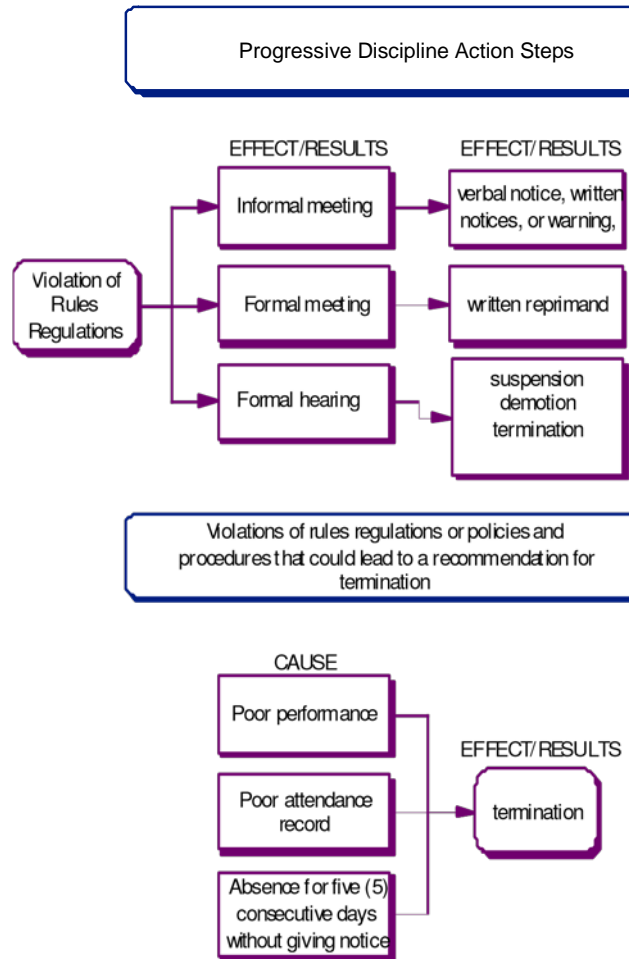 Progressive Discipline Action Steps
EFFECT/RESULTS
EFFECT/RESULTS
Informal meeting
verbal notice, written
notices, or warning,
Violation of
Rules
Regulations
Formal meeting
written reprimand
Formal hearing
suspension
demotion
termination
Violations of rules regulations or policies and
procedures that could lead to a recommendation for
termination
CAUSE
Poor performance
EFFECT/RESULTS
Poor attendance
record
termination
Absence for five (5)
consecutive days
without giving notice